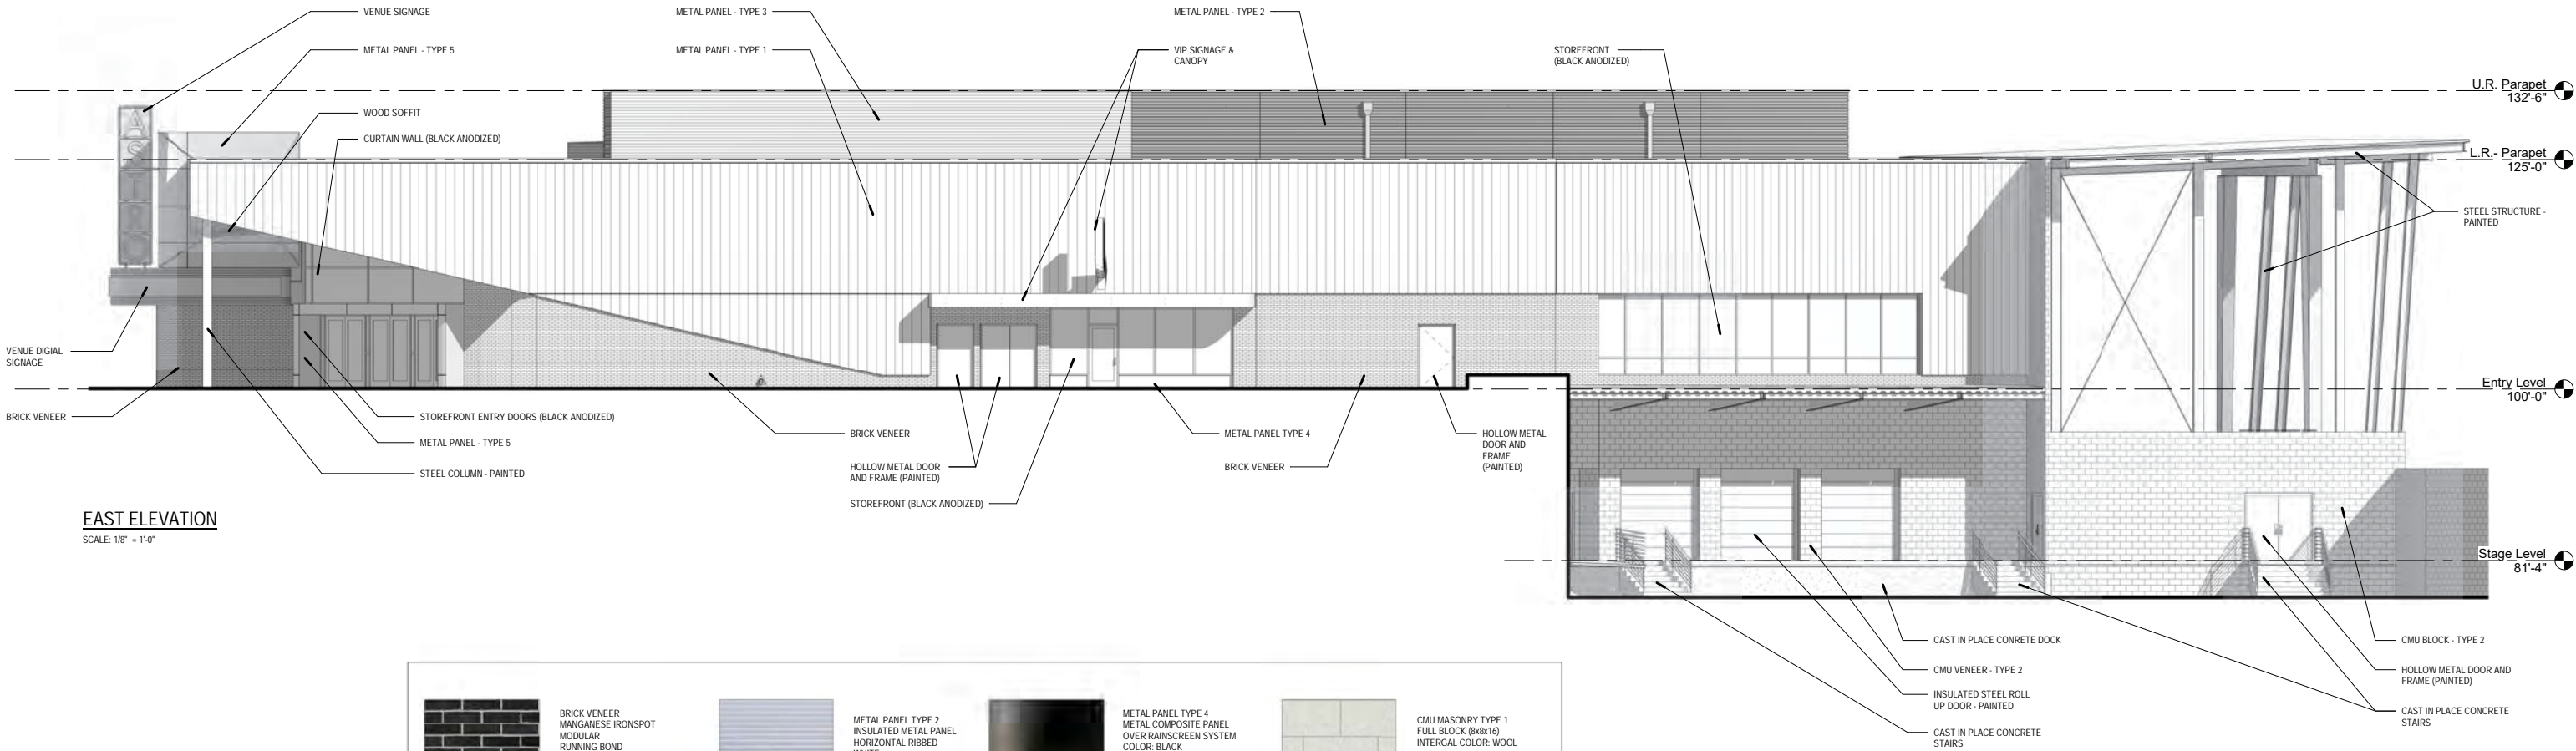 VENUE SIGNAGE
METAL PANEL - TYPE 5
WOOD SOFFIT
CURTAIN WALL (BLACK ANODIZED)
METAL PANEL - TYPE 3
METAL PANEL - TYPE 1
METAL PANEL - TYPE 2
VIP SIGNAGE &
CANOPY
STOREFRONT
(BLACK ANODIZED)
U.R. Parapet
132'-6"
L.R.- Parapet
125'-0"
STEEL STRUCTURE -
PAINTED
Entry Level
100'-0"
Stage Level
81'-4"
A
S
T
R
O
VENUE DIGIAL
SIGNAGE
BRICK VENEER
STOREFRONT ENTRY DOORS (BLACK ANODIZED)
METAL PANEL - TYPE 5
STEEL COLUMN - PAINTED
BRICK VENEER
HOLLOW METAL DOOR
AND FRAME (PAINTED)
STOREFRONT (BLACK ANODIZED)
METAL PANEL TYPE 4
BRICK VENEER
HOLLOW METAL
DOOR AND
FRAME
(PAINTED)
EAST ELEVATION
SCALE: 1/8" = 1'-0"
CAST IN PLACE CONRETE DOCK
CMU VENEER - TYPE 2
INSULATED STEEL ROLL
UP DOOR - PAINTED
CAST IN PLACE CONCRETE
STAIRS
CMU BLOCK - TYPE 2
HOLLOW METAL DOOR AND
FRAME (PAINTED)
CAST IN PLACE CONCRETE
STAIRS
BRICK VENEER
MANGANESE IRONSPOT
MODULAR
RUNNING BOND
METAL PANEL TYPE 2
INSULATED METAL PANEL
HORIZONTAL RIBBED
WHITE
METAL PANEL TYPE 4
METAL COMPOSITE PANEL
OVER RAINSCREEN SYSTEM
COLOR: BLACK
CMU MASONRY TYPE 1
FULL BLOCK (8x8x16)
INTERGAL COLOR: WOOL